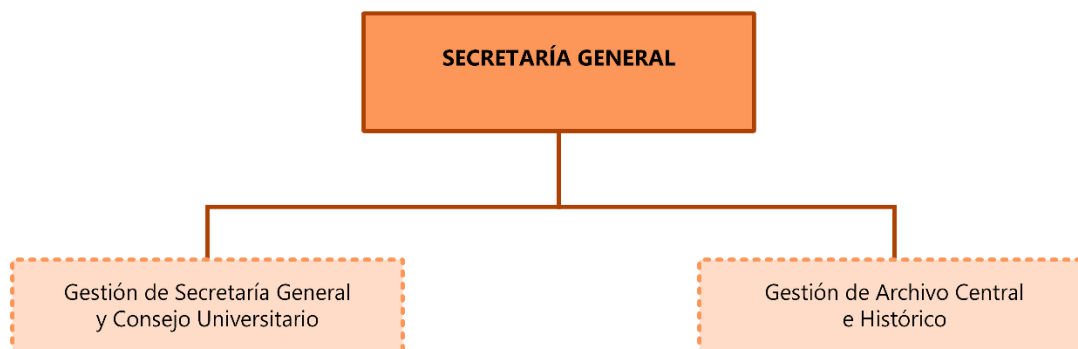 SECRETARÍA GENERAL
Gestión de Secretaría General
y Consejo Universitario
Gestión de Archivo Central
e Histórico